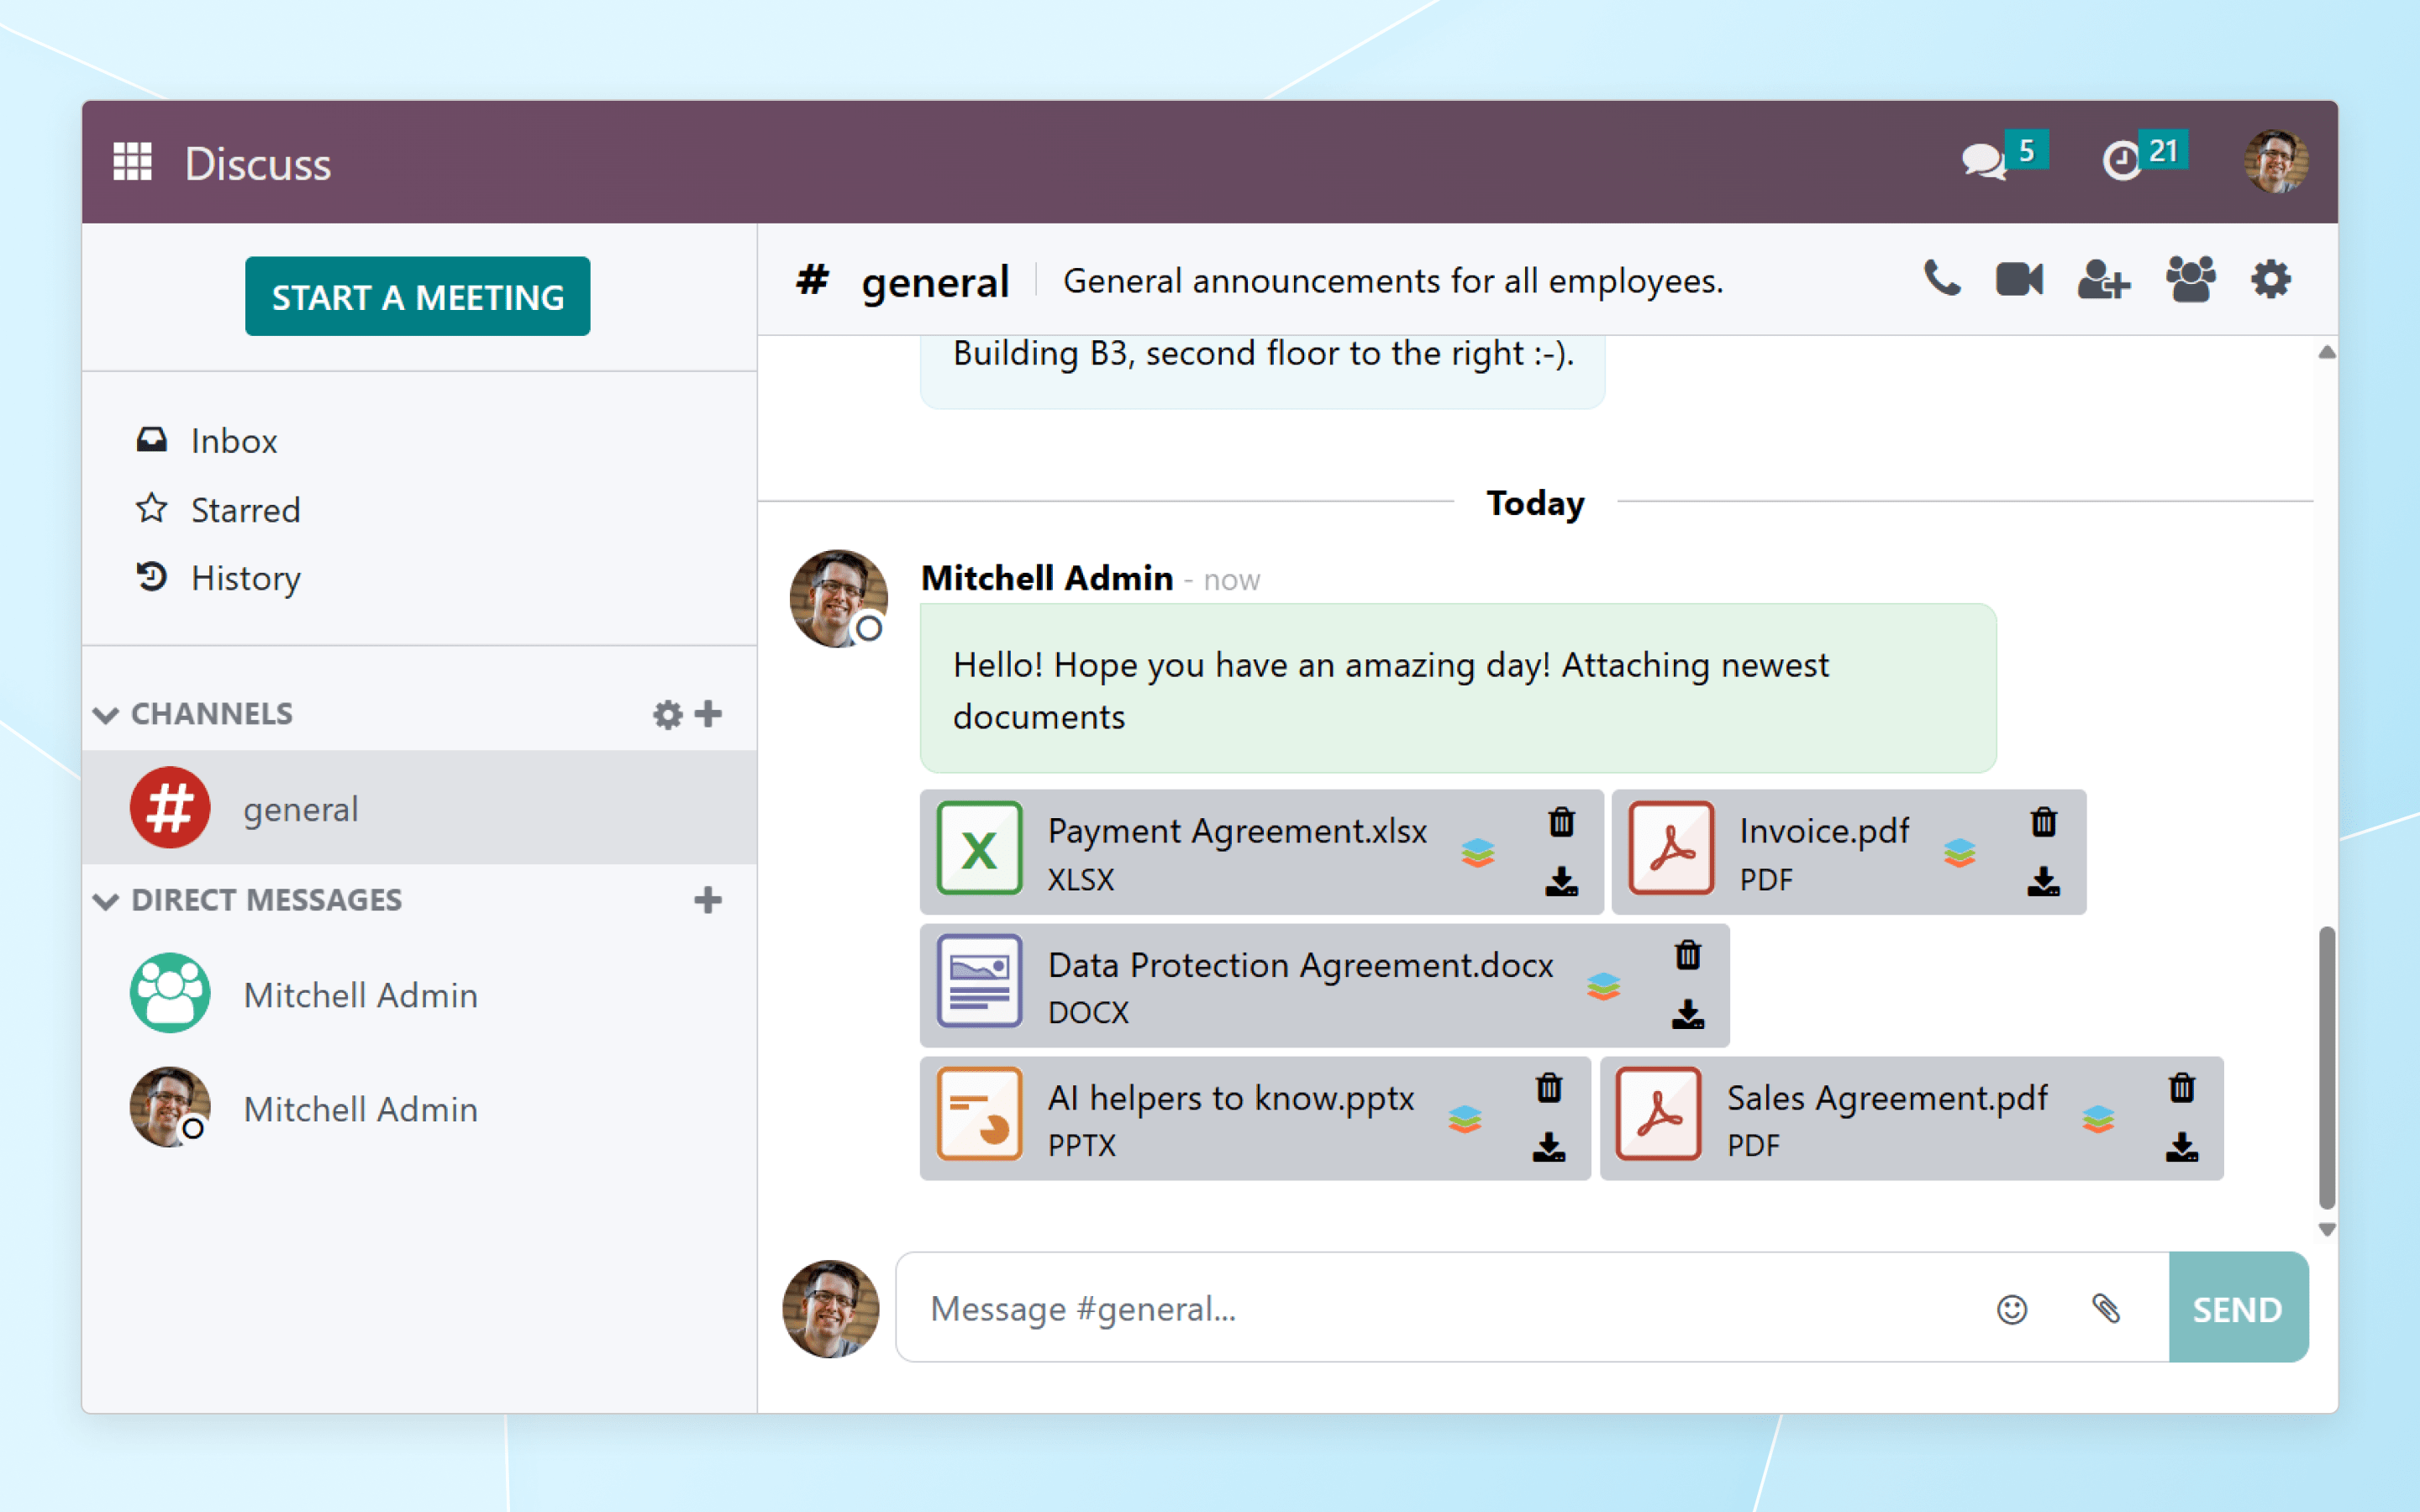 Discuss
5
21
START A MEETING
Inbox
Starred
History
CHANNELS
general
DIRECT MESSAGES
Mitchell Admin
Mitchell Admin
# general
General announcements for all employees.
Building B3, second floor to the right :-).
Today
Mitchell Admin - now
Hello! Hope you have an amazing day! Attaching newest
documents
Payment Agreement.xlsx
XLSX
Invoice.pdf
PDF
Data Protection Agreement.docx
DOCX
AI helpers to know.pptx
PPTX
Sales Agreement.pdf
PDF
Message #general...
SEND